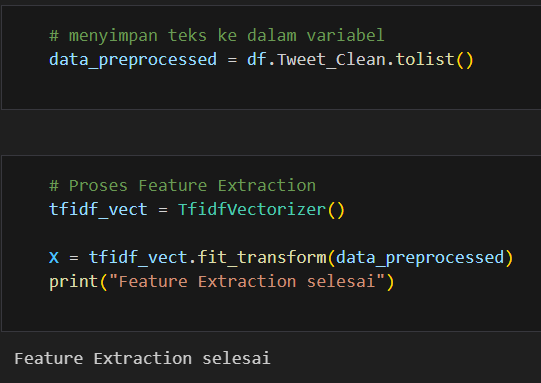 # menyimpan teks ke dalam variabel
data_preprocessed = df.Tweet_Clean.tolist()
# Proses Feature Extraction
tfidf_vect = TfidfVectorizer()
X = tfidf_vect.fit_transform(data_preprocessed)
print("Feature Extraction selesai")
Feature Extraction selesai